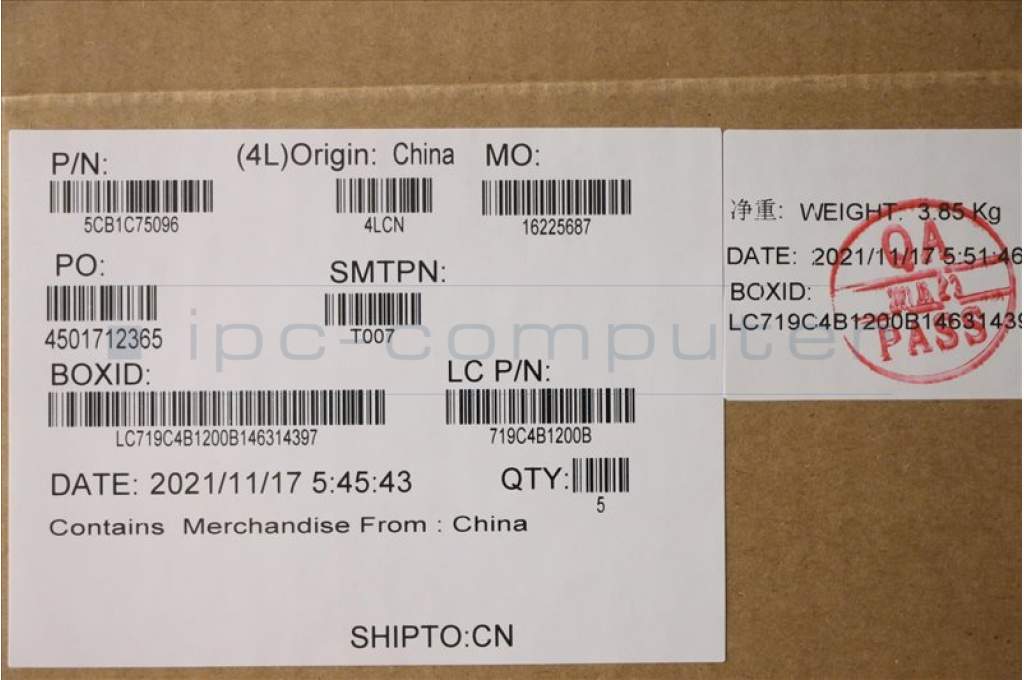 P/N: (4L)Origin: China MO:
5CB1C75096 4LCN 16225687
PO: SMTPN:
4501712365 T007
BOXID: LC P/N:
LC719C4B1200B146314397 719C4B1200B
DATE: 2021/11/17 5:45:43 QTY:
5
Contains Merchandise From : China
SHIPTO:CN
净重: WEIGHT: 3.85 Kg
DATE: 2021/11/17 5:51:46
BOXID:
LC719C4B1200B14631439
QA
PASS
ipc-computer